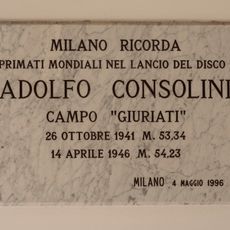 MILANO RICORDA
PRIMATI MONDIALI NEL LANCIO DEL DISCO
ADOLFO CONSOLINI
CAMPO "GIURIATI"
26 OTTOBRE 1941 M. 53,34
14 APRILE 1946 M. 54,23
MILANO 4 MAGGIO 1996